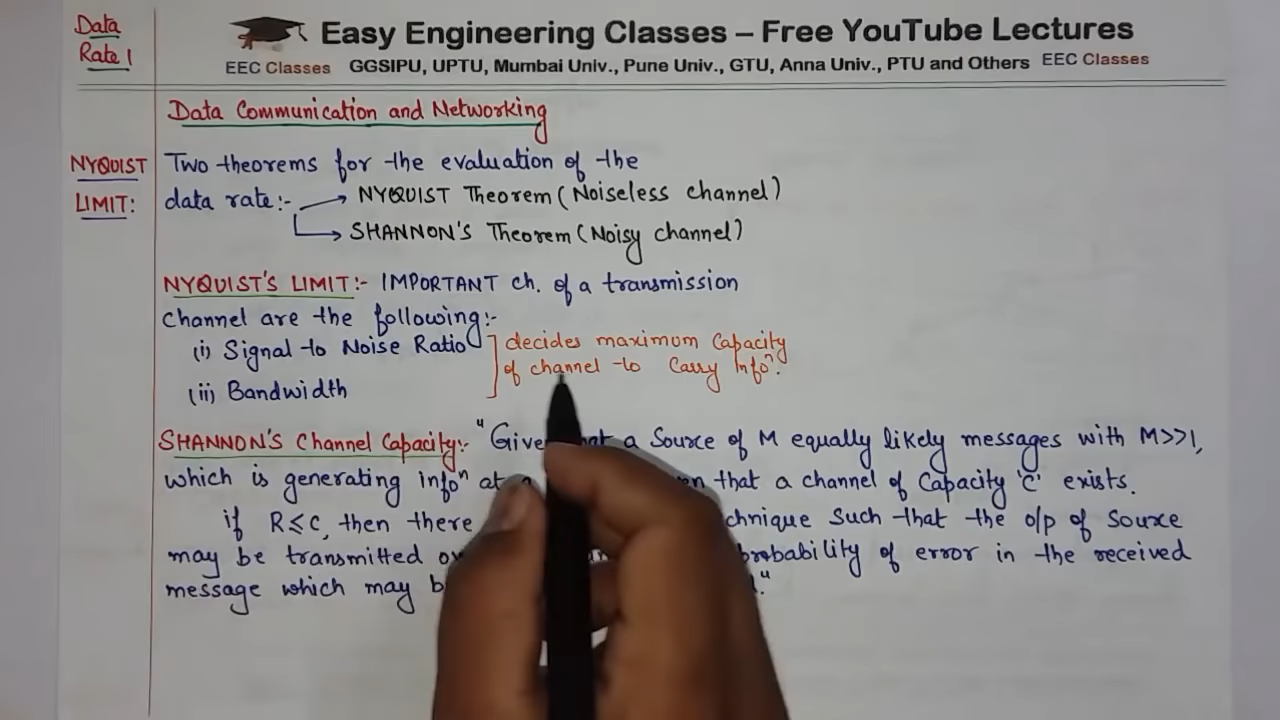 Data
Rate 1
Easy Engineering Classes – Free YouTube Lectures
EEC Classes GGSIPU, UPTU, Mumbai Univ., Pune Univ., GTU, Anna Univ., PTU and Others EEC Classes
Data Communication and Networking
NYQUIST
LIMIT:
Two theorems for the evaluation of the
data rate:- NYQUIST Theorem (Noiseless channel)
SHANNON'S Theorem (Noisy channel)
NYQUIST'S LIMIT:- IMPORTANT ch. of a transmission
channel are the following:-
(i) Signal to Noise Ratio
(ii) Bandwidth
decides maximum capacity
of channel to carry infoⁿ.
SHANNON'S Channel Capacity:- "Given a Source of M equally likely messages with M>>1,
which is generating infoⁿ at that a channel of Capacity 'C' exists.
if R≤C, then there such that the o/p of Source
may be transmitted probability of error in the received
message which may